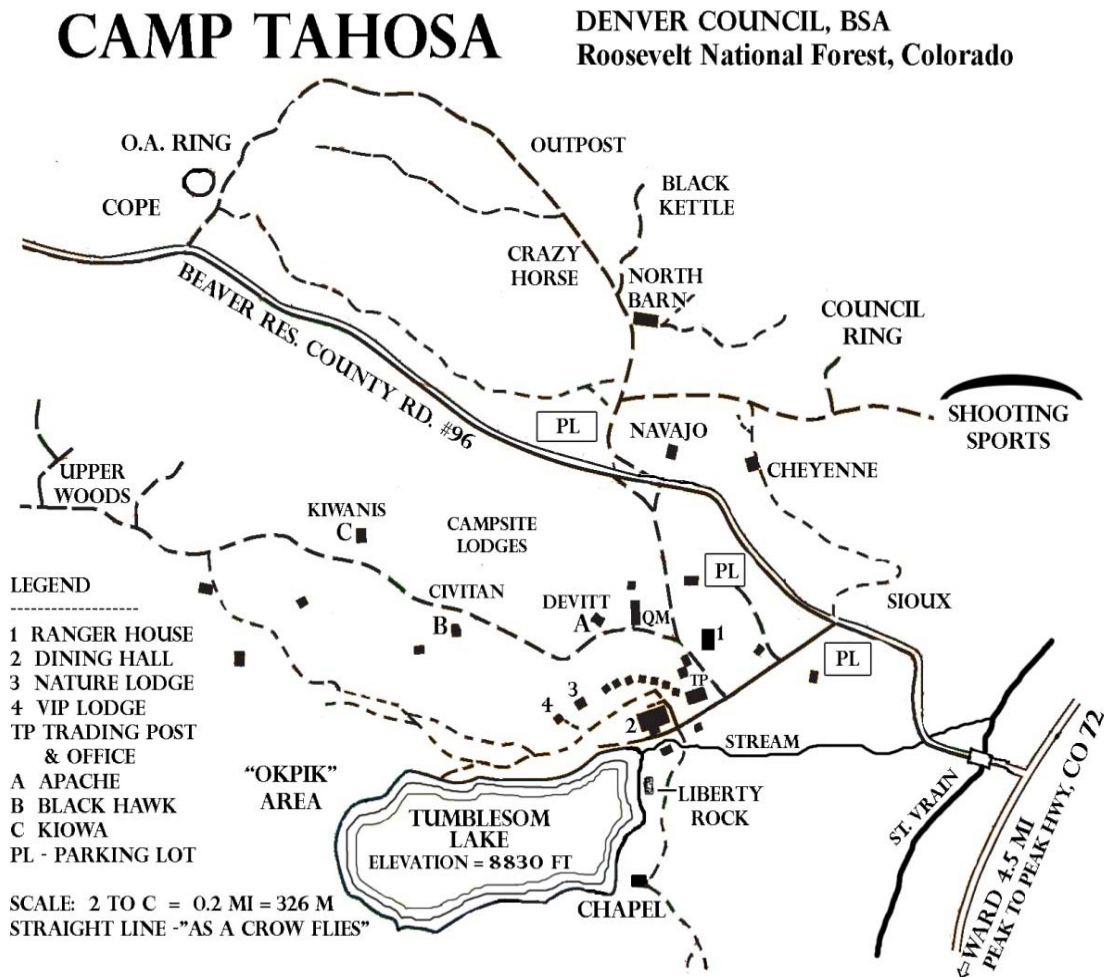 CAMP TAHOSA
DENVER COUNCIL, BSA
Roosevelt National Forest, Colorado
O.A. RING
COPE
OUTPOST
BLACK
KETTLE
CRAZY
HORSE
NORTH
BARN
COUNCIL
RING
BEAVER RES. COUNTY RD. #96
PL
NAVAJO
SHOOTING
SPORTS
CHEYENNE
UPPER
WOODS
KIWANIS
C
CAMPSITE
LODGES
PL
SIOUX
CIVITAN
B
DEVITT
A
QM
1
PL
LEGEND
-------------------
1 RANGER HOUSE
2 DINING HALL
3 NATURE LODGE
4 VIP LODGE
TP TRADING POST
& OFFICE
A APACHE
B BLACK HAWK
C KIOWA
PL - PARKING LOT
TP
3
4
2
STREAM
"OKPIK"
AREA
LIBERTY
ROCK
TUMBLESOM
LAKE
ELEVATION = 8830 FT
ST. VRAIN
CHAPEL
WARD 4.5 MI
PEAK TO PEAK HWY, CO 72
SCALE: 2 TO C = 0.2 MI = 326 M
STRAIGHT LINE -"AS A CROW FLIES"